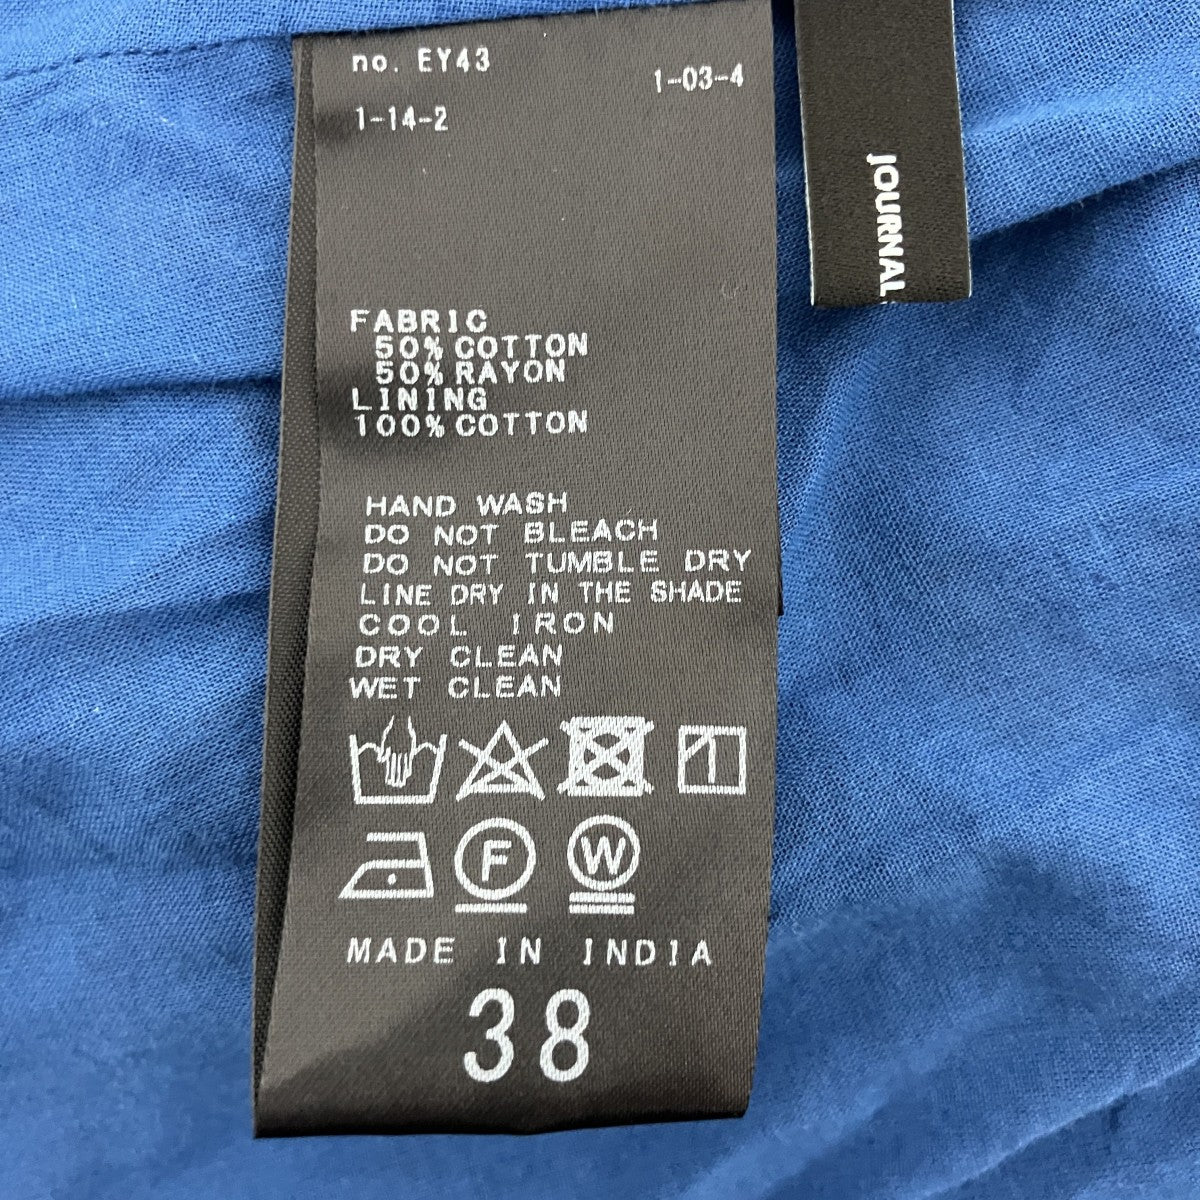 no. EY43
1-03-4
1-14-2
JOURNAL
FABRIC
50% COTTON
50% RAYON
LINING
100% COTTON
HAND WASH
DO NOT BLEACH
DO NOT TUMBLE DRY
LINE DRY IN THE SHADE
COOL IRON
DRY CLEAN
WET CLEAN
F
W
MADE IN INDIA
38